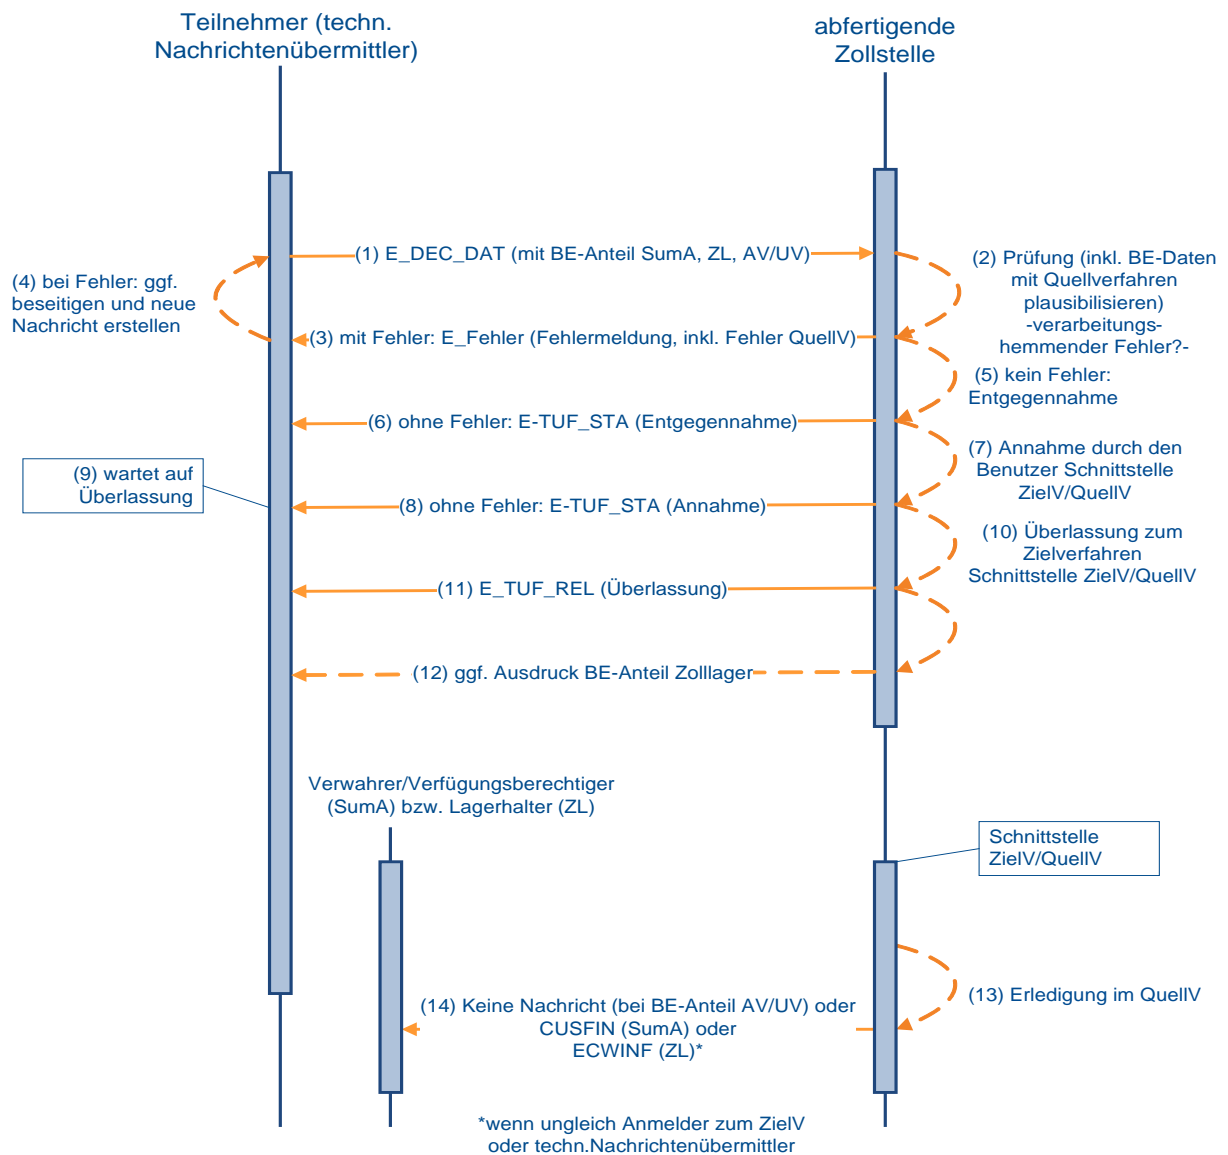 Teilnehmer (techn.
Nachrichtenübermittler)
abfertigende
Zollstelle
(1) E_DEC_DAT (mit BE-Anteil SumA, ZL, AV/UV)
(2) Prüfung (inkl. BE-Daten
mit Quellverfahren
plausibilisieren)
-verarbeitungs-
hemmender Fehler?-
(4) bei Fehler: ggf.
beseitigen und neue
Nachricht erstellen
(3) mit Fehler: E_Fehler (Fehlermeldung, inkl. Fehler QuellV)
(5) kein Fehler:
Entgegennahme
(6) ohne Fehler: E-TUF_STA (Entgegennahme)
(7) Annahme durch den
Benutzer Schnittstelle
ZielV/QuellV
(9) wartet auf
Überlassung
(8) ohne Fehler: E-TUF_STA (Annahme)
(10) Überlassung zum
Zielverfahren
Schnittstelle ZielV/QuellV
(11) E_TUF_REL (Überlassung)
(12) ggf. Ausdruck BE-Anteil Zolllager
Verwahrer/Verfügungsberechtiger
(SumA) bzw. Lagerhalter (ZL)
Schnittstelle
ZielV/QuellV
(13) Erledigung im QuellV
(14) Keine Nachricht (bei BE-Anteil AV/UV) oder
CUSFIN (SumA) oder
ECWINF (ZL)*
*wenn ungleich Anmelder zum ZielV
oder techn.Nachrichtenübermittler